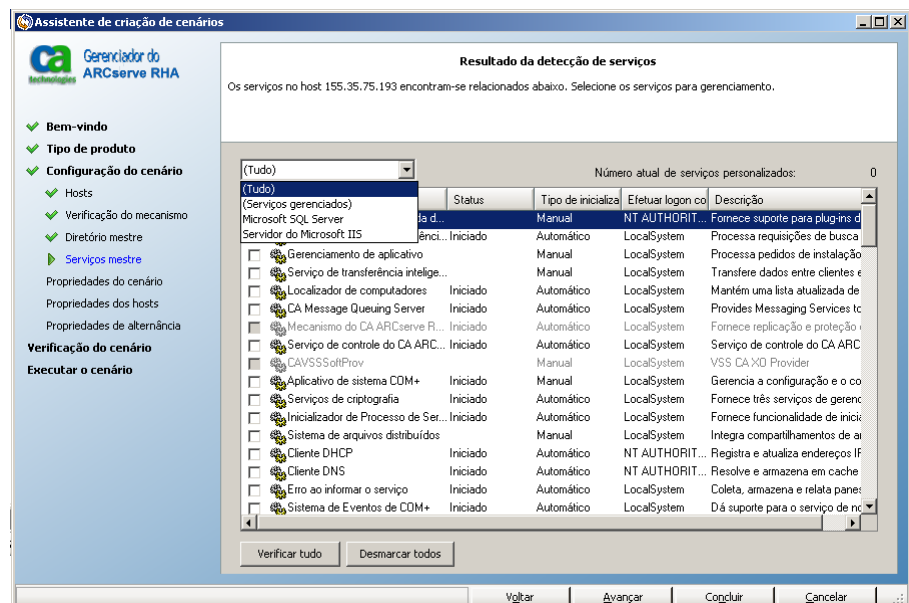 Assistente de criação de cenários
ca
technologies
Gerenciador do
ARCserve RHA
Bem-vindo
Tipo de produto
Configuração do cenário
Hosts
Verificação do mecanismo
Diretório mestre
Serviços mestre
Propriedades do cenário
Propriedades dos hosts
Propriedades de alternância
Verificação do cenário
Executar o cenário
Resultado da detecção de serviços
Os serviços no host 155.35.75.193 encontram-se relacionados abaixo. Selecione os serviços para gerenciamento.
(Tudo)
Número atual de serviços personalizados: 0
(Tudo)
(Serviços gerenciados)
Microsoft SQL Server
Servidor do Microsoft IIS
Status Tipo de inicializa Efetuar logon co Descrição
da d... Manual NT AUTHORIT... Fornece suporte para plug-ins d
ênci... Iniciado Automático LocalSystem Processa requisições de busca
Gerenciamento de aplicativo Manual LocalSystem Processa pedidos de instalação
Serviço de transferência intelige... Manual LocalSystem Transfere dados entre clientes e
Localizador de computadores Iniciado Automático LocalSystem Mantém uma lista atualizada de
CA Message Queuing Server Iniciado Automático LocalSystem Provides Messaging Services to
Mecanismo do CA ARCserve R... Iniciado Automático LocalSystem Fornece replicação e proteção
Serviço de controle do CA ARC... Iniciado Automático LocalSystem Serviço de controle do CA ARC
CAVSSSoftProv Manual LocalSystem VSS CA XO Provider
Aplicativo de sistema COM+ Iniciado Manual LocalSystem Gerencia a configuração e o co
Serviços de criptografia Iniciado Automático LocalSystem Fornece três serviços de gerenc
Inicializador de Processo de Ser... Iniciado Automático LocalSystem Fornece funcionalidade de inicia
Sistema de arquivos distribuídos Manual LocalSystem Integra compartilhamentos de ar
Cliente DHCP Iniciado Automático NT AUTHORIT... Registra e atualiza endereços IF
Cliente DNS Iniciado Automático NT AUTHORIT... Resolve e armazena em cache
Erro ao informar o serviço Iniciado Automático LocalSystem Coleta, armazena e relata panes
Sistema de Eventos de COM+ Iniciado Automático LocalSystem Dá suporte para o serviço de no
Verificar tudo Desmarcar todos
Voltar Avançar Concluir Cancelar